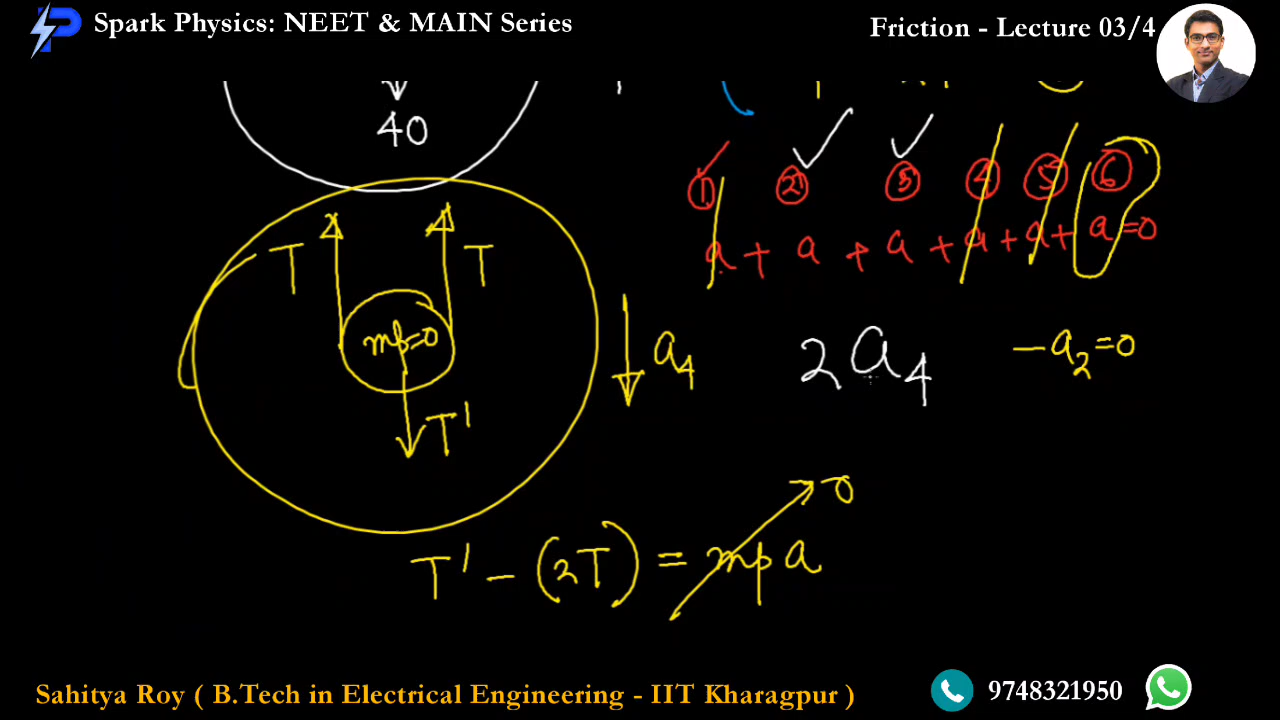 Spark Physics: NEET & MAIN Series
Friction - Lecture 03/4
40
① ② ③ ④ ⑤ ⑥
a + a + a + a + a + a = 0
T T
mp=0
a4
2a4 -a2=0
T'
0
T' - (2T) = mp a
Sahitya Roy ( B.Tech in Electrical Engineering - IIT Kharagpur )
9748321950